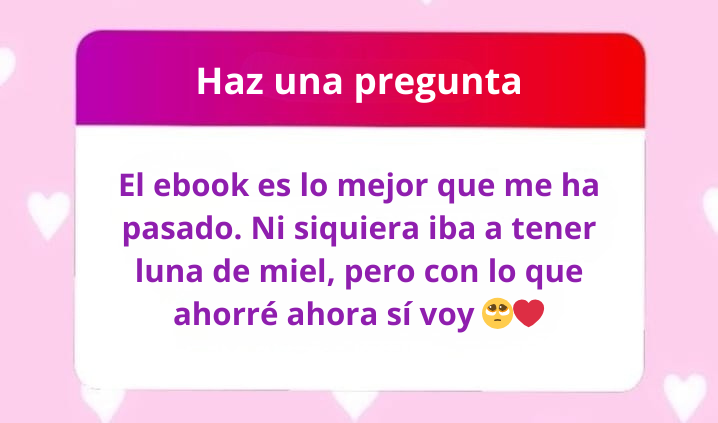 Haz una pregunta
El ebook es lo mejor que me ha
pasado. Ni siquiera iba a tener
luna de miel, pero con lo que
ahorré ahora sí voy 🥺❤️